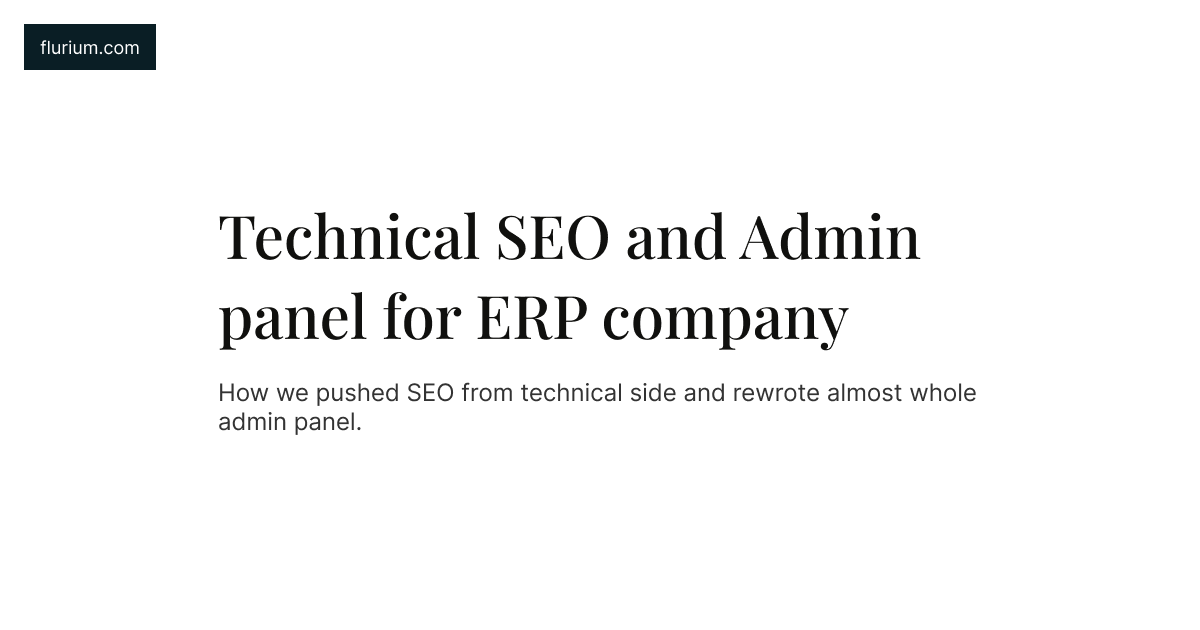 flurium.com
Technical SEO and Admin
panel for ERP company
How we pushed SEO from technical side and rewrote almost whole
admin panel.